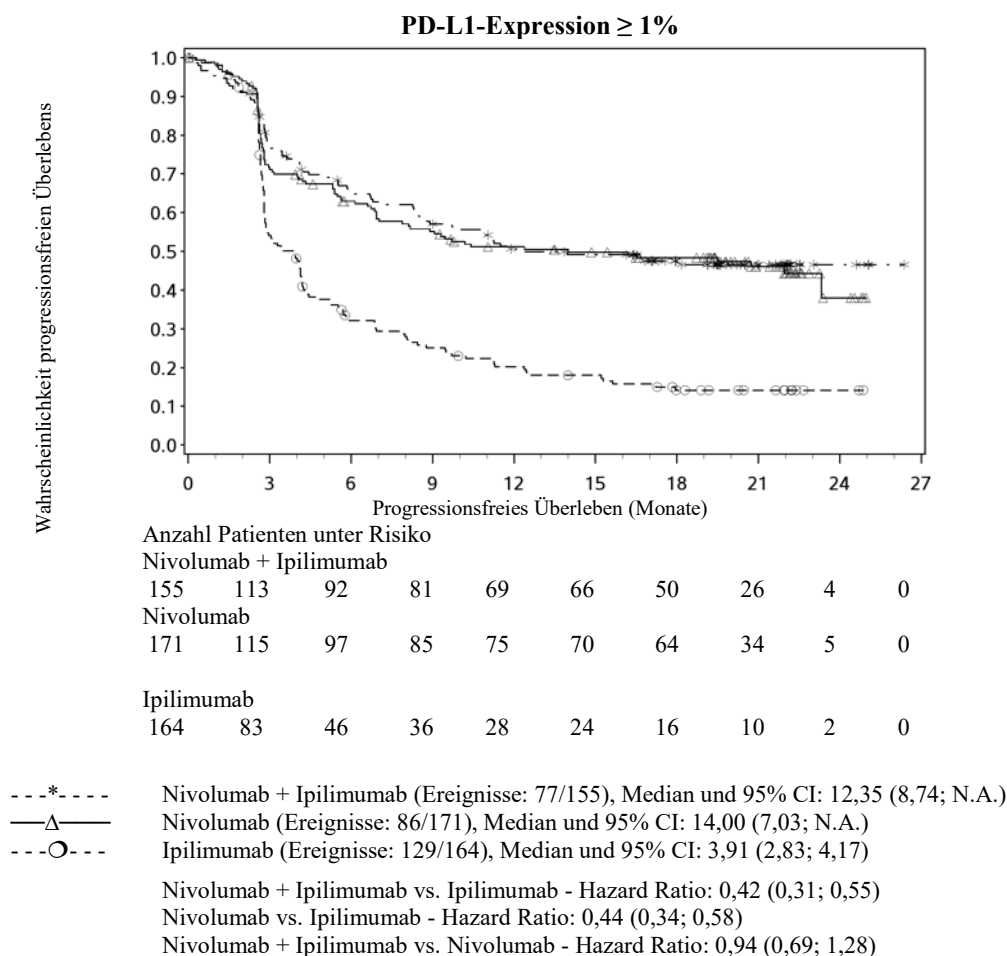 PD-L1-Expression ≥ 1%
Wahrscheinlichkeit progressionsfreien Überlebens
1.0
0.9
0.8
0.7
0.6
0.5
0.4
0.3
0.2
0.1
0.0
0 3 6 9 12 15 18 21 24 27
Progressionsfreies Überleben (Monate)
Anzahl Patienten unter Risiko
Nivolumab + Ipilimumab
155 113 92 81 69 66 50 26 4 0
Nivolumab
171 115 97 85 75 70 64 34 5 0
Ipilimumab
164 83 46 36 28 24 16 10 2 0
- - -*- - - - Nivolumab + Ipilimumab (Ereignisse: 77/155), Median und 95% CI: 12,35 (8,74; N.A.)
——Δ—— Nivolumab (Ereignisse: 86/171), Median und 95% CI: 14,00 (7,03; N.A.)
- - -❍- - - Ipilimumab (Ereignisse: 129/164), Median und 95% CI: 3,91 (2,83; 4,17)
Nivolumab + Ipilimumab vs. Ipilimumab - Hazard Ratio: 0,42 (0,31; 0,55)
Nivolumab vs. Ipilimumab - Hazard Ratio: 0,44 (0,34; 0,58)
Nivolumab + Ipilimumab vs. Nivolumab - Hazard Ratio: 0,94 (0,69; 1,28)